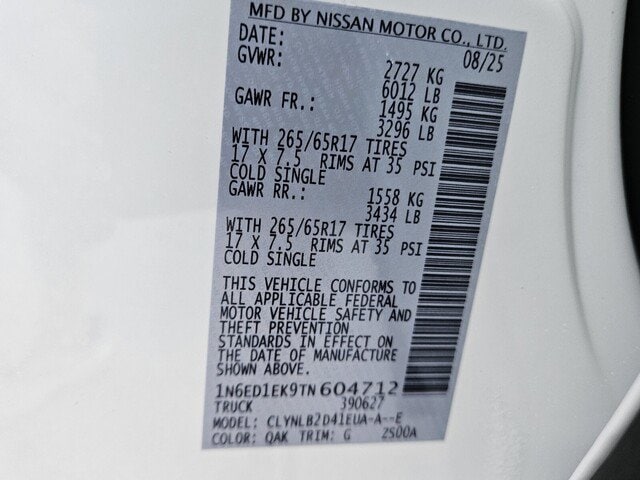 MFD BY NISSAN MOTOR CO., LTD.
DATE: 08/25
GVWR: 2727 KG
6012 LB
GAWR FR.: 1495 KG
3296 LB
WITH 265/65R17 TIRES
17 X 7.5 RIMS AT 35 PSI
COLD SINGLE
GAWR RR.: 1558 KG
3434 LB
WITH 265/65R17 TIRES
17 X 7.5 RIMS AT 35 PSI
COLD SINGLE
THIS VEHICLE CONFORMS TO
ALL APPLICABLE FEDERAL
MOTOR VEHICLE SAFETY AND
THEFT PREVENTION
STANDARDS IN EFFECT ON
THE DATE OF MANUFACTURE
SHOWN ABOVE.
1N6ED1EK9TN604712
TRUCK 390627
MODEL: CLYNLB2D41EUA-A--E
COLOR: QAK TRIM: G 2S00A